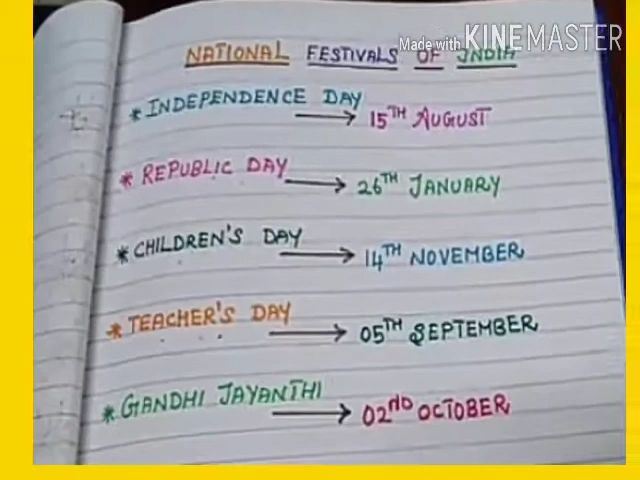 Made with KINEMASTER
NATIONAL FESTIVALS OF INDIA
* INDEPENDENCE DAY → 15TH AUGUST
* REPUBLIC DAY → 26TH JANUARY
* CHILDREN'S DAY → 14TH NOVEMBER
* TEACHER'S DAY → 05TH SEPTEMBER
* GANDHI JAYANTHI → 02ND OCTOBER